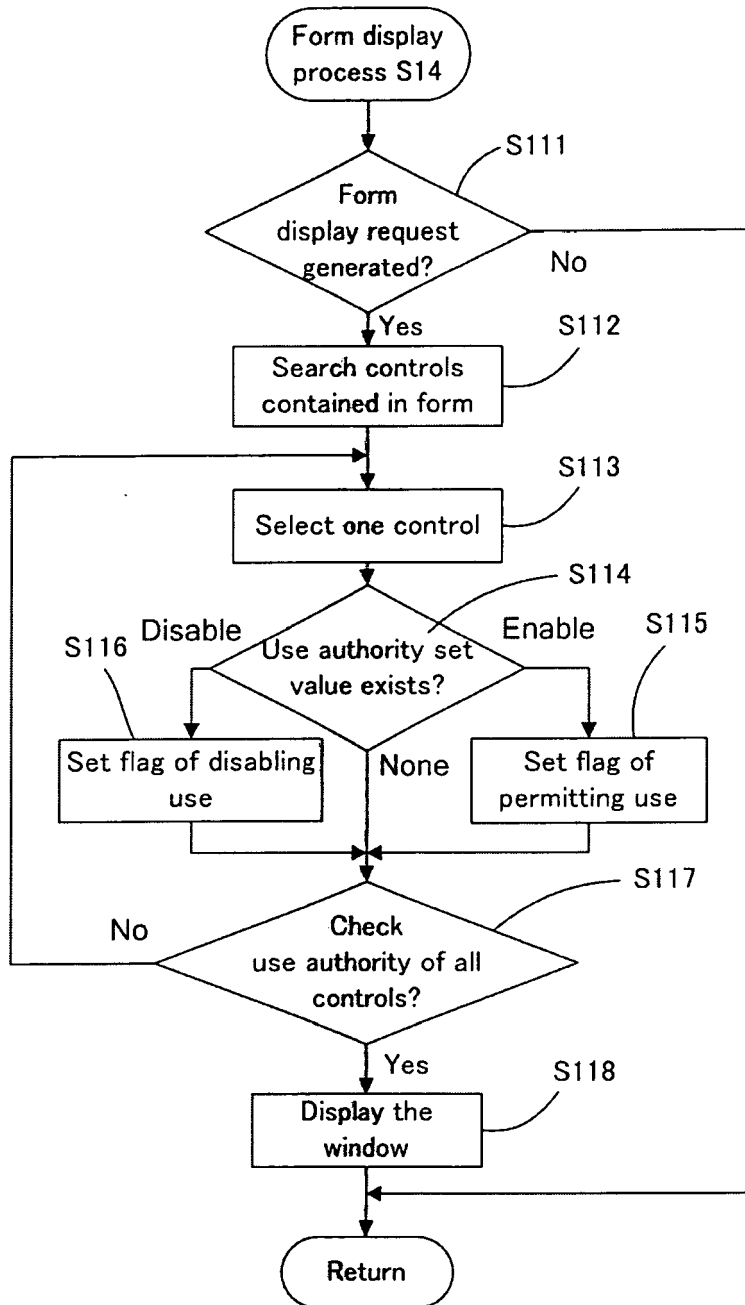 Form display
process S14
S111
Form
display request
generated?
No
Yes
S112
Search controls
contained in form
S113
Select one control
S114
Disable
Enable
S116
S115
Use authority set
value exists?
Set flag of disabling
use
None
Set flag of
permitting use
S117
No
Check
use authority of all
controls?
Yes
S118
Display the
window
Return